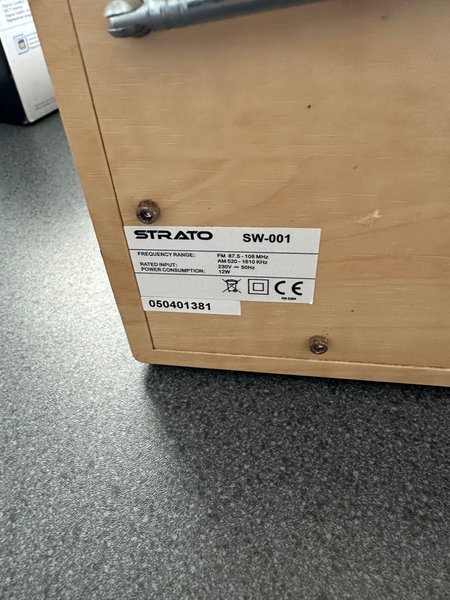 STRATO SW-001
FREQUENCY RANGE: FM 87.5 - 108 MHz
AM 520 - 1610 KHz
RATED INPUT: 230V ~ 50Hz
POWER CONSUMPTION: 12W
CE
050401381